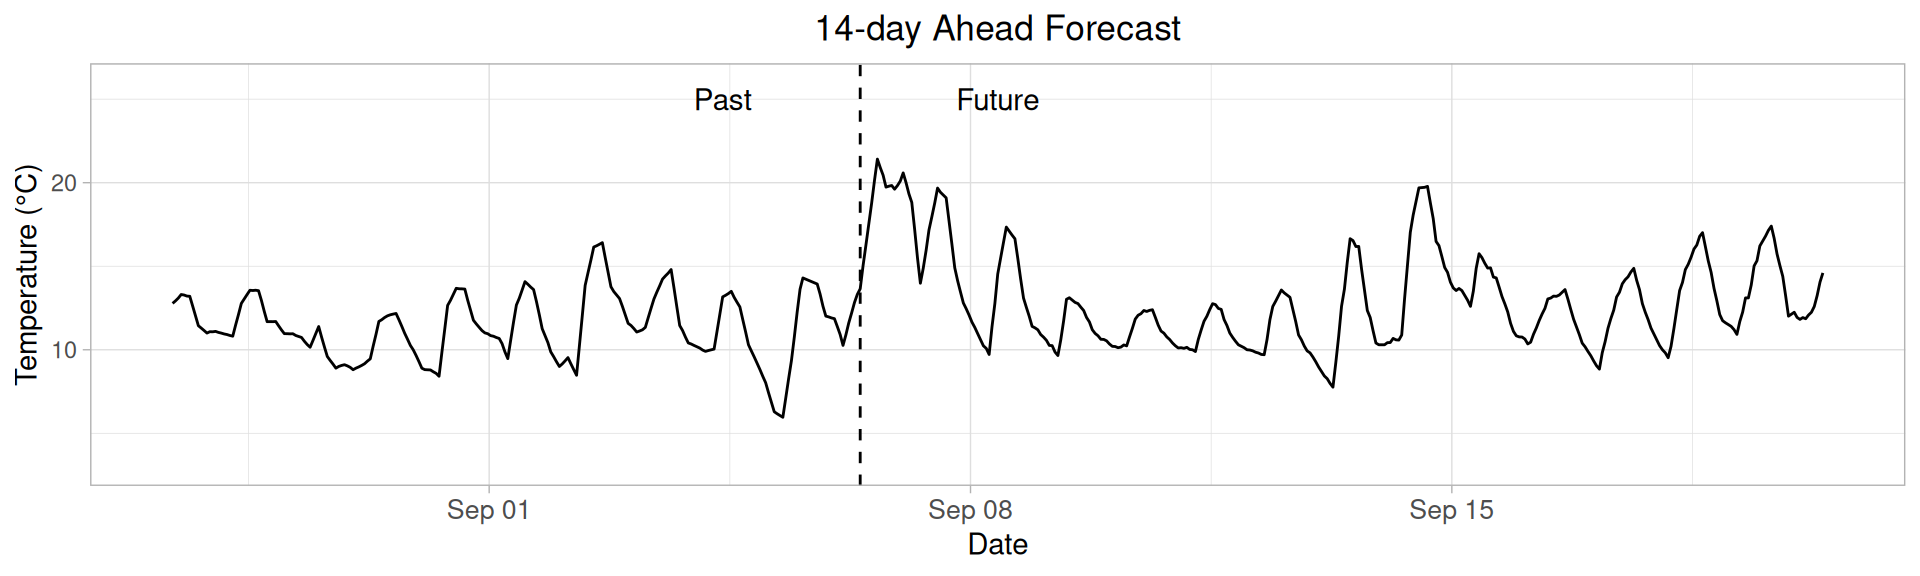 14-day Ahead Forecast
Past
Future
Temperature (°C)
20
10
Sep 01
Sep 08
Sep 15
Date